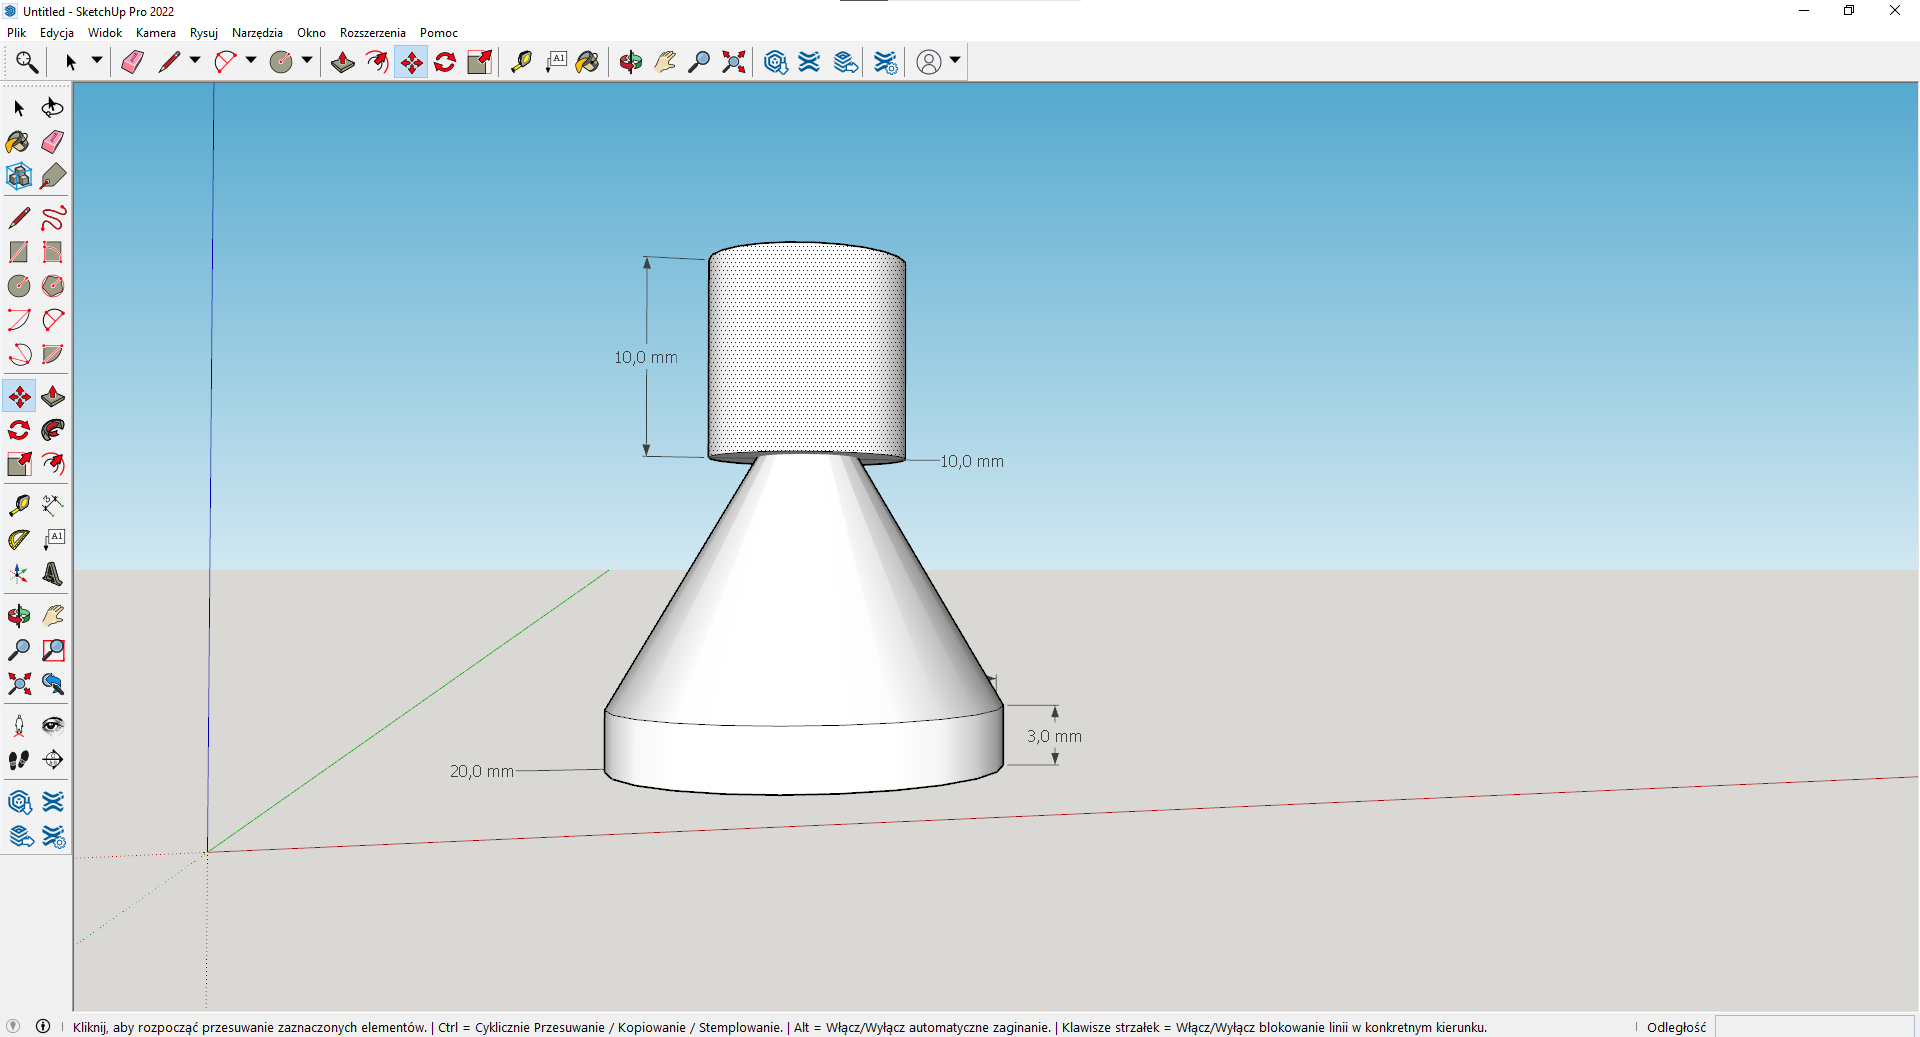 Untitled - SketchUp Pro 2022
Plik Edycja Widok Kamera Rysuj Narzędzia Okno Rozszerzenia Pomoc
A1
A1
10,0 mm
10,0 mm
3,0 mm
20,0 mm
Kliknij, aby rozpocząć przesuwanie zaznaczonych elementów. | Ctrl = Cyklicznie Przesuwanie / Kopiowanie / Stemplowanie. | Alt = Włącz/Wyłącz automatyczne zaginanie. | Klawisze strzałek = Włącz/Wyłącz blokowanie linii w konkretnym kierunku.
Odległość